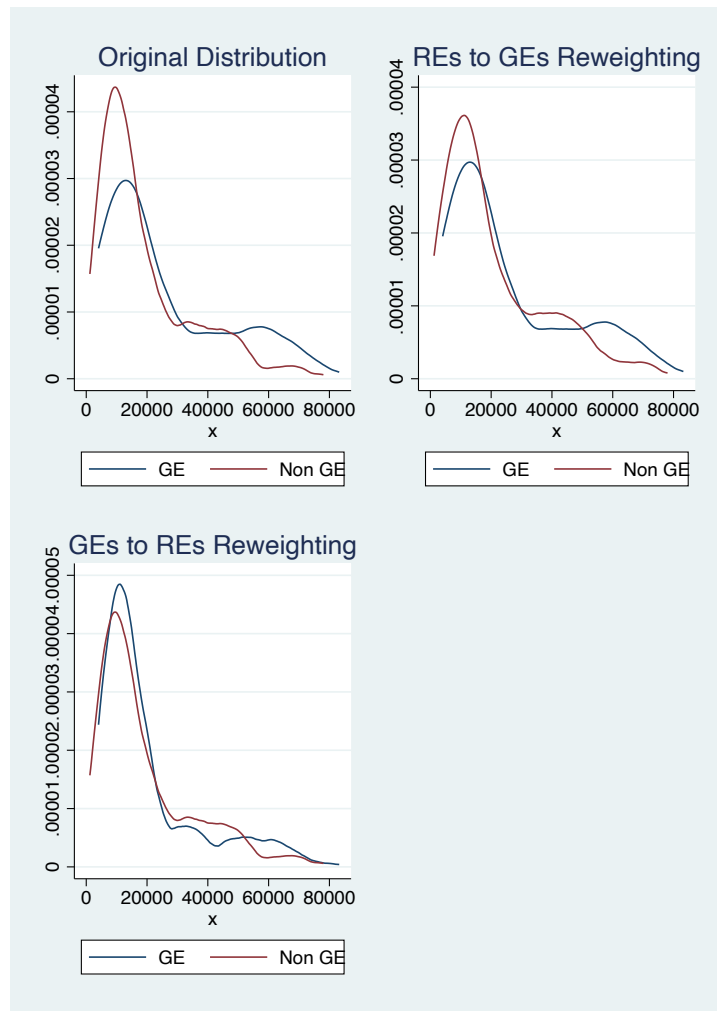 Original Distribution
.00004
.00003
.00002
.00001
0
0 20000 40000 60000 80000
x
GE Non GE
REs to GEs Reweighting
.00004
.00003
.00002
.00001
0
0 20000 40000 60000 80000
x
GE Non GE
GEs to REs Reweighting
.00005
.00004
.00003
.00002
.00001
0
0 20000 40000 60000 80000
x
GE Non GE